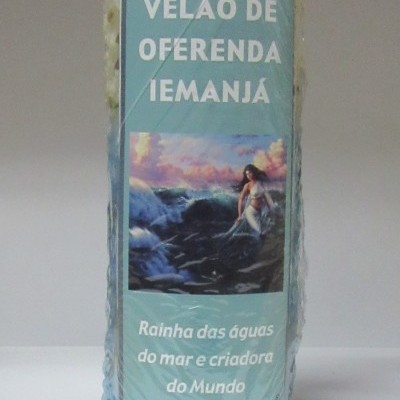 VELÃO DE
OFERENDA
IEMANJÁ
Rainha das águas
do mar e criadora
do Mundo